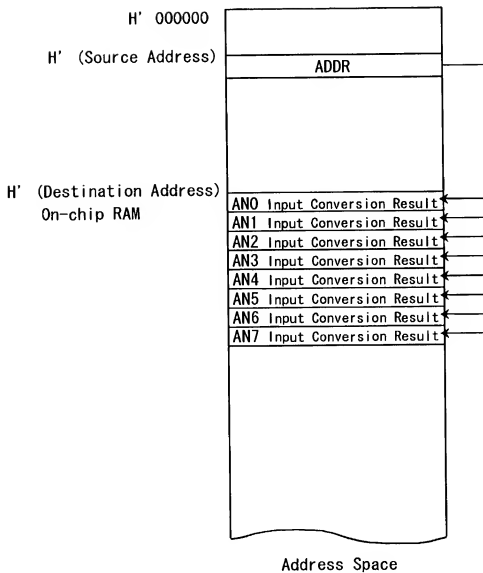 H' 000000
H' (Source Address)
ADDR
H' (Destination Address)
On-chip RAM
AN0 Input Conversion Result
AN1 Input Conversion Result
AN2 Input Conversion Result
AN3 Input Conversion Result
AN4 Input Conversion Result
AN5 Input Conversion Result
AN6 Input Conversion Result
AN7 Input Conversion Result
Address Space